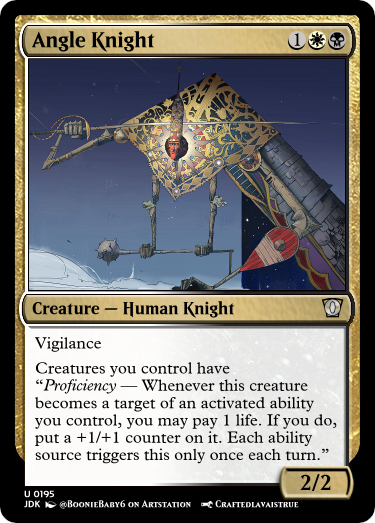 Angle Knight 1
Creature — Human Knight
Vigilance
Creatures you control have
“Proficiency — Whenever this creature
becomes a target of an activated ability
you control, you may pay 1 life. If you do,
put a +1/+1 counter on it. Each ability
source triggers this only once each turn.”
2/2
U 0195
JDK @BoonieBaby6 on Artstation Craftedlavaistrue